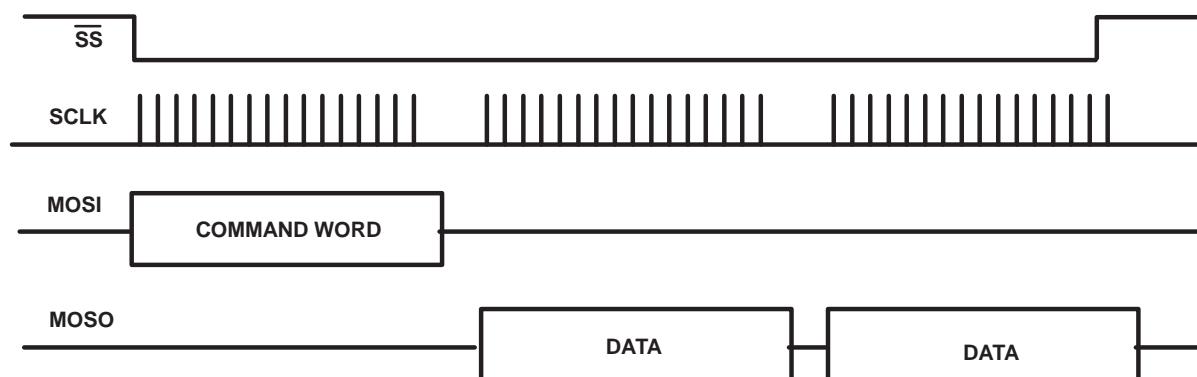 SS
SCLK
MOSI
COMMAND WORD
MOSO
DATA
DATA